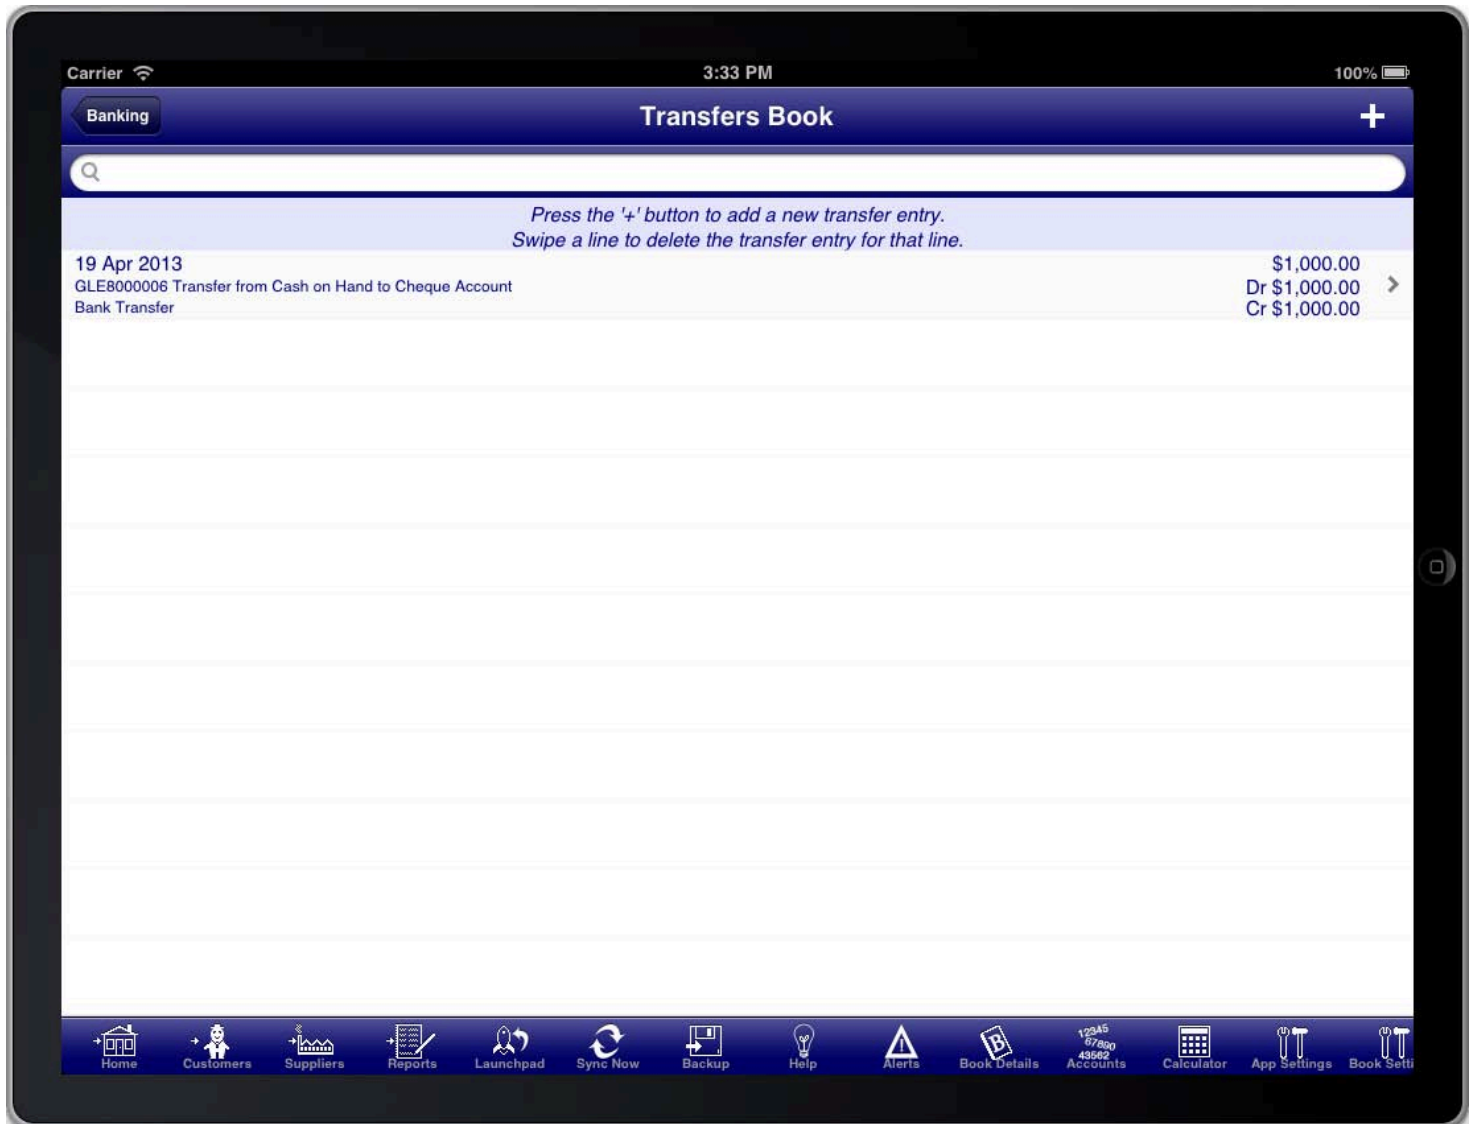 Carrier 3:33 PM 100%
Banking Transfers Book +
Press the '+' button to add a new transfer entry.
Swipe a line to delete the transfer entry for that line.
19 Apr 2013 $1,000.00
GLE8000006 Transfer from Cash on Hand to Cheque Account Dr $1,000.00
Bank Transfer Cr $1,000.00
12345
67890
43562
Home Customers Suppliers Reports Launchpad Sync Now Backup Help Alerts Book Details Accounts Calculator App Settings Book Setti